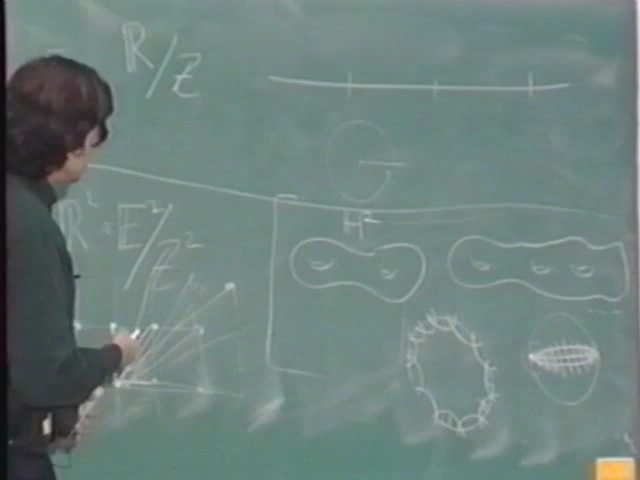 R/Z
R² = E²/Z²
H²